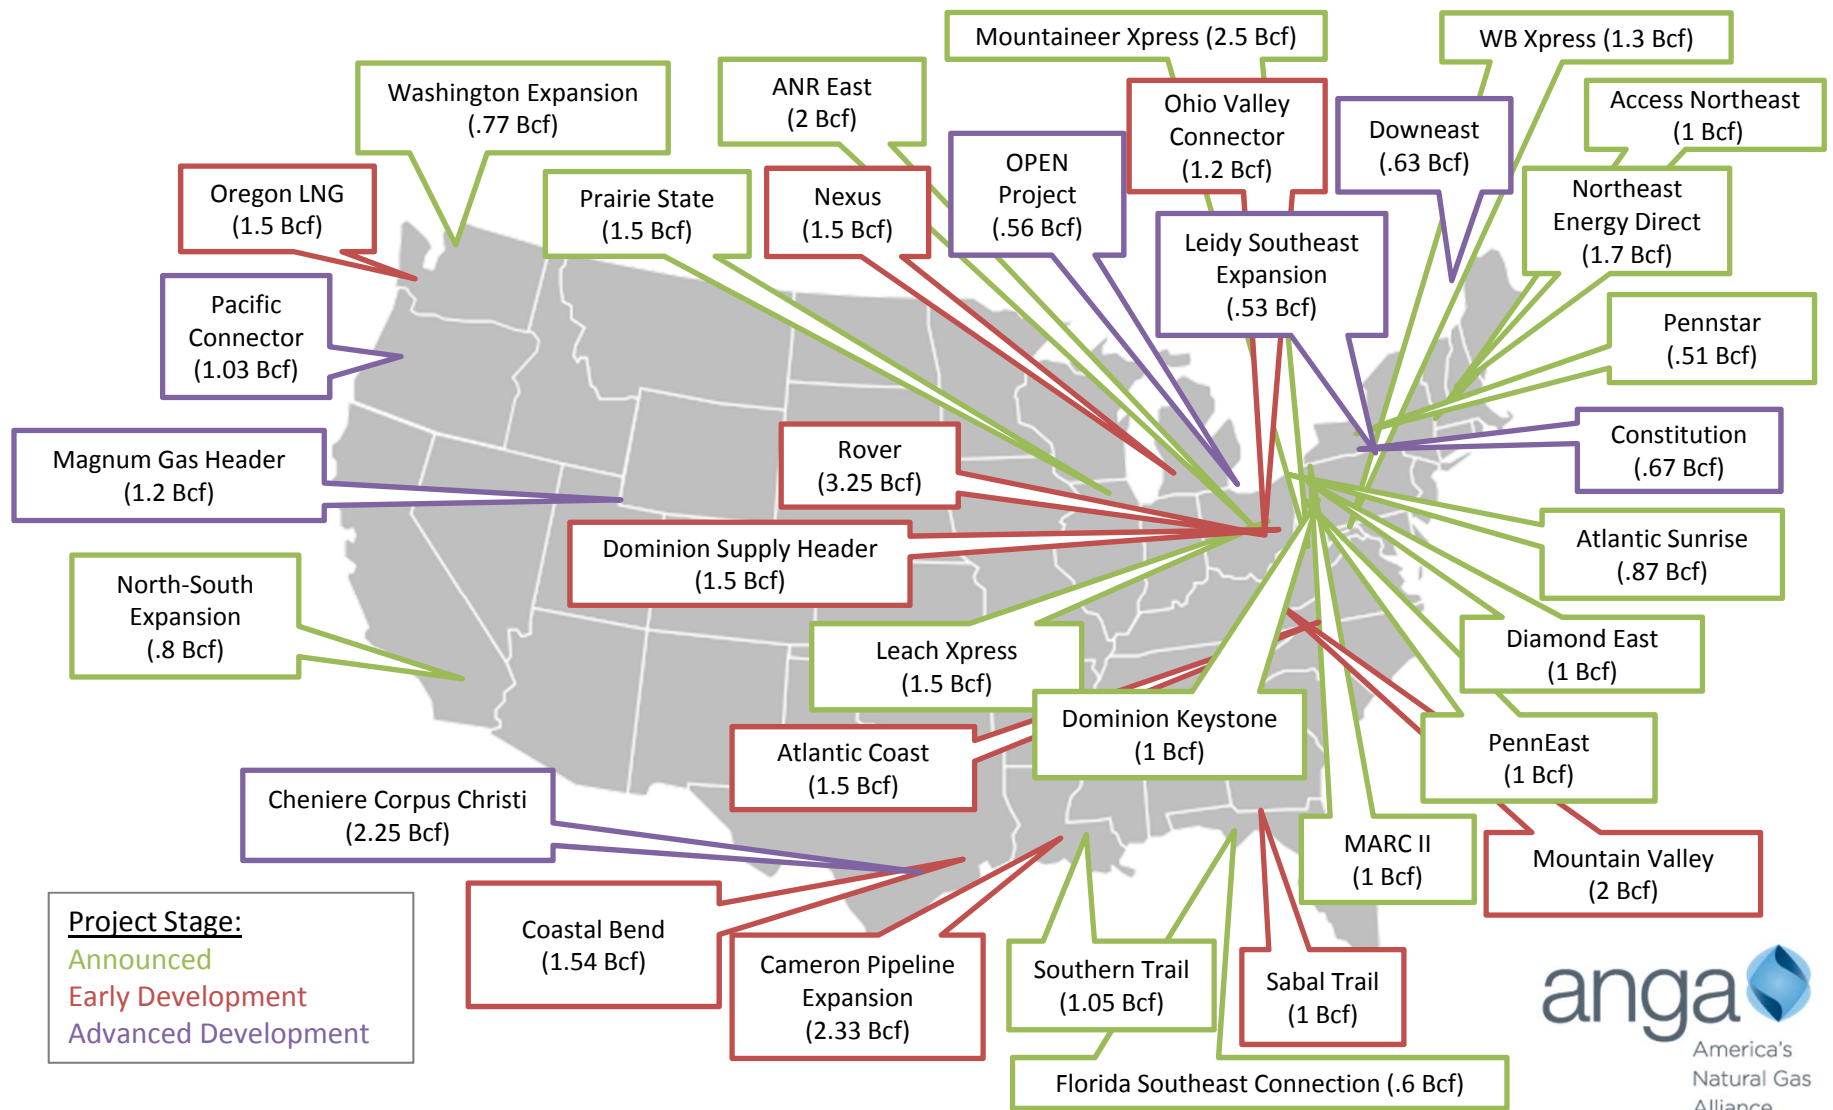 Mountaineer Xpress (2.5 Bcf)
WB Xpress (1.3 Bcf)
Washington Expansion
(.77 Bcf)
ANR East
(2 Bcf)
Ohio Valley
Connector
(1.2 Bcf)
Downeast
(.63 Bcf)
Access Northeast
(1 Bcf)
Oregon LNG
(1.5 Bcf)
Prairie State
(1.5 Bcf)
Nexus
(1.5 Bcf)
OPEN
Project
(.56 Bcf)
Leidy Southeast
Expansion
(.53 Bcf)
Northeast
Energy Direct
(1.7 Bcf)
Pacific
Connector
(1.03 Bcf)
Pennstar
(.51 Bcf)
Magnum Gas Header
(1.2 Bcf)
Rover
(3.25 Bcf)
Constitution
(.67 Bcf)
Dominion Supply Header
(1.5 Bcf)
Atlantic Sunrise
(.87 Bcf)
North-South
Expansion
(.8 Bcf)
Leach Xpress
(1.5 Bcf)
Diamond East
(1 Bcf)
Dominion Keystone
(1 Bcf)
Atlantic Coast
(1.5 Bcf)
PennEast
(1 Bcf)
Cheniere Corpus Christi
(2.25 Bcf)
MARC II
(1 Bcf)
Mountain Valley
(2 Bcf)
Coastal Bend
(1.54 Bcf)
Cameron Pipeline
Expansion
(2.33 Bcf)
Southern Trail
(1.05 Bcf)
Sabal Trail
(1 Bcf)
Florida Southeast Connection (.6 Bcf)
Project Stage:
Announced
Early Development
Advanced Development
anga
America's
Natural Gas
Alliance